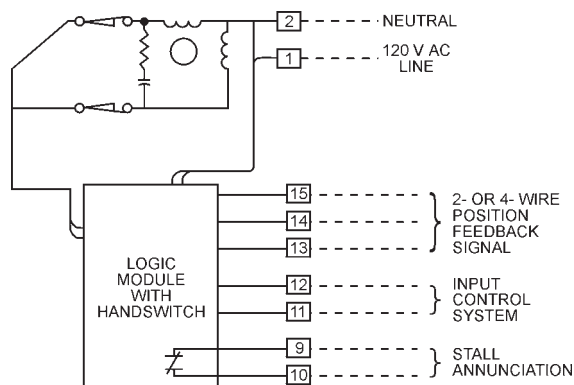 2 NEUTRAL
1 120 V AC
LINE
15
14
13
2- OR 4- WIRE
POSITION
FEEDBACK
SIGNAL
LOGIC
MODULE
WITH
HANDSWITCH
12
11
INPUT
CONTROL
SYSTEM
9
10
STALL
ANNUNCIATION